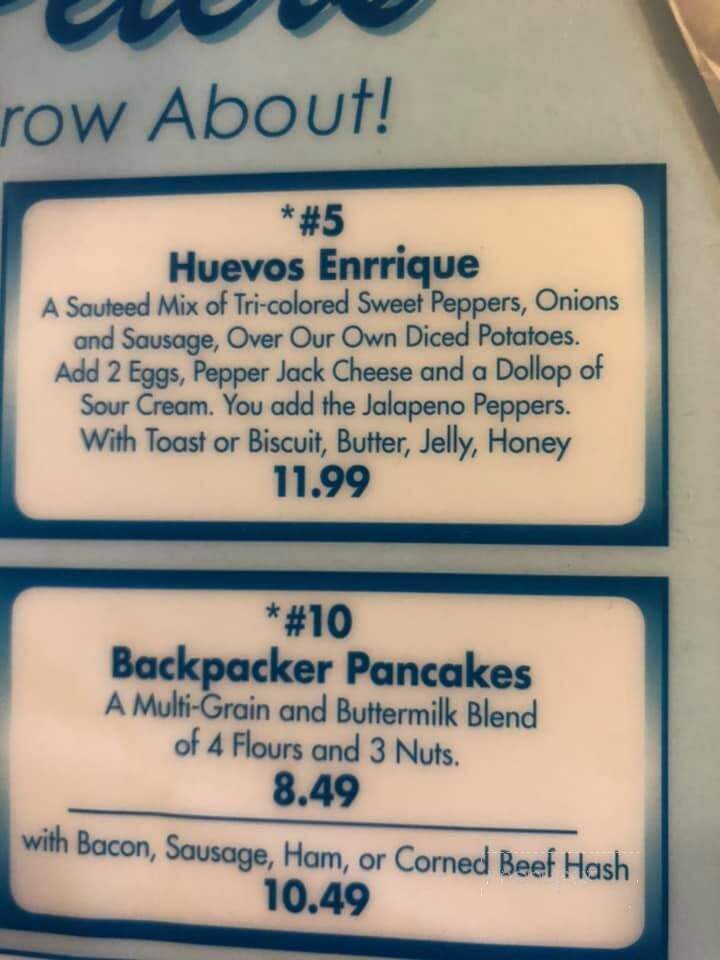 row About!
*#5
Huevos Enrrique
A Sauteed Mix of Tri-colored Sweet Peppers, Onions
and Sausage, Over Our Own Diced Potatoes.
Add 2 Eggs, Pepper Jack Cheese and a Dollop of
Sour Cream. You add the Jalapeno Peppers.
With Toast or Biscuit, Butter, Jelly, Honey
11.99
*#10
Backpacker Pancakes
A Multi-Grain and Buttermilk Blend
of 4 Flours and 3 Nuts.
8.49
with Bacon, Sausage, Ham, or Corned Beef Hash
10.49